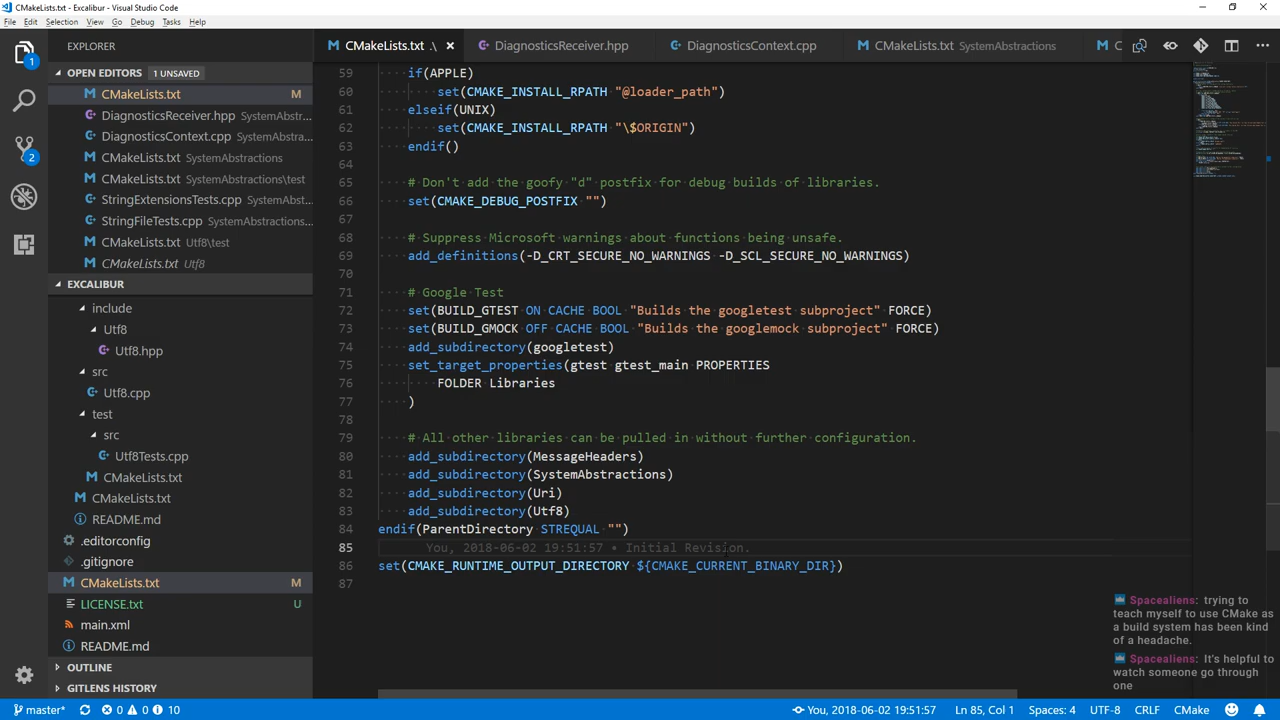 CMakeLists.txt - Excalibur - Visual Studio Code
File Edit Selection View Go Debug Tasks Help
EXPLORER
OPEN EDITORS 1 UNSAVED
CMakeLists.txt M
DiagnosticsReceiver.hpp SystemAbstr...
DiagnosticsContext.cpp SystemAbstra...
CMakeLists.txt SystemAbstractions
CMakeLists.txt SystemAbstractions\test
StringExtensionsTests.cpp SystemAbst...
StringFileTests.cpp SystemAbstractions...
CMakeLists.txt Utf8\test
CMakeLists.txt Utf8
EXCALIBUR
include
Utf8
Utf8.hpp
src
Utf8.cpp
test
src
Utf8Tests.cpp
CMakeLists.txt
CMakeLists.txt
README.md
.editorconfig
.gitignore
CMakeLists.txt M
LICENSE.txt U
main.xml
README.md
OUTLINE
GITLENS HISTORY
1
2
CMakeLists.txt .\ DiagnosticsReceiver.hpp DiagnosticsContext.cpp CMakeLists.txt SystemAbstractions
59 if(APPLE)
60 set(CMAKE_INSTALL_RPATH "@loader_path")
61 elseif(UNIX)
62 set(CMAKE_INSTALL_RPATH "\$ORIGIN")
63 endif()
64
65 # Don't add the goofy "d" postfix for debug builds of libraries.
66 set(CMAKE_DEBUG_POSTFIX "")
67
68 # Suppress Microsoft warnings about functions being unsafe.
69 add_definitions(-D_CRT_SECURE_NO_WARNINGS -D_SCL_SECURE_NO_WARNINGS)
70
71 # Google Test
72 set(BUILD_GTEST ON CACHE BOOL "Builds the googletest subproject" FORCE)
73 set(BUILD_GMOCK OFF CACHE BOOL "Builds the googlemock subproject" FORCE)
74 add_subdirectory(googletest)
75 set_target_properties(gtest gtest_main PROPERTIES
76 FOLDER Libraries
77 )
78
79 # All other libraries can be pulled in without further configuration.
80 add_subdirectory(MessageHeaders)
81 add_subdirectory(SystemAbstractions)
82 add_subdirectory(Uri)
83 add_subdirectory(Utf8)
84 endif(ParentDirectory STREQUAL "")
85 You, 2018-06-02 19:51:57 • Initial Revision.
86 set(CMAKE_RUNTIME_OUTPUT_DIRECTORY ${CMAKE_CURRENT_BINARY_DIR})
87
Spacealiens: trying to
teach myself to use CMake as
a build system has been kind
of a headache.
Spacealiens: It's helpful to
watch someone go through
one
master* 0 0 10 You, 2018-06-02 19:51:57 Ln 85, Col 1 Spaces: 4 UTF-8 CRLF CMake